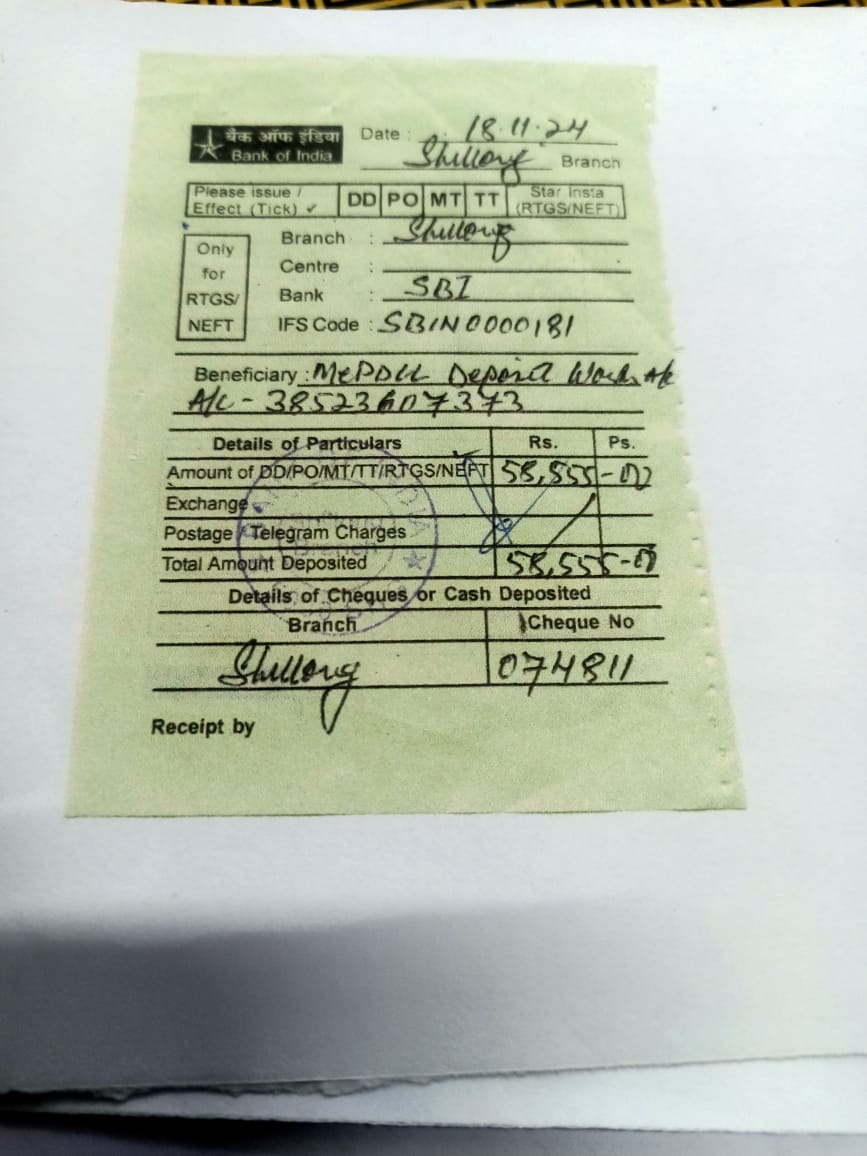 बैंक ऑफ इंडिया
Bank of India
Date : 18.11.24
Shillong Branch
Please issue / Effect (Tick) ✓ DD PO MT TT Star Insta (RTGS/NEFT)
Only for RTGS/ NEFT
Branch : Shillong
Centre :
Bank : SBI
IFS Code : SBIN0000181
Beneficiary : MePDCL Deposit Works A/c
A/c - 38523607373
Details of Particulars Rs. Ps.
Amount of DD/PO/MT/TT/RTGS/NEFT 58,555-00
Exchange
Postage / Telegram Charges
Total Amount Deposited 58,555-00
Details of Cheques or Cash Deposited
Branch Cheque No
Shillong 074811
Receipt by